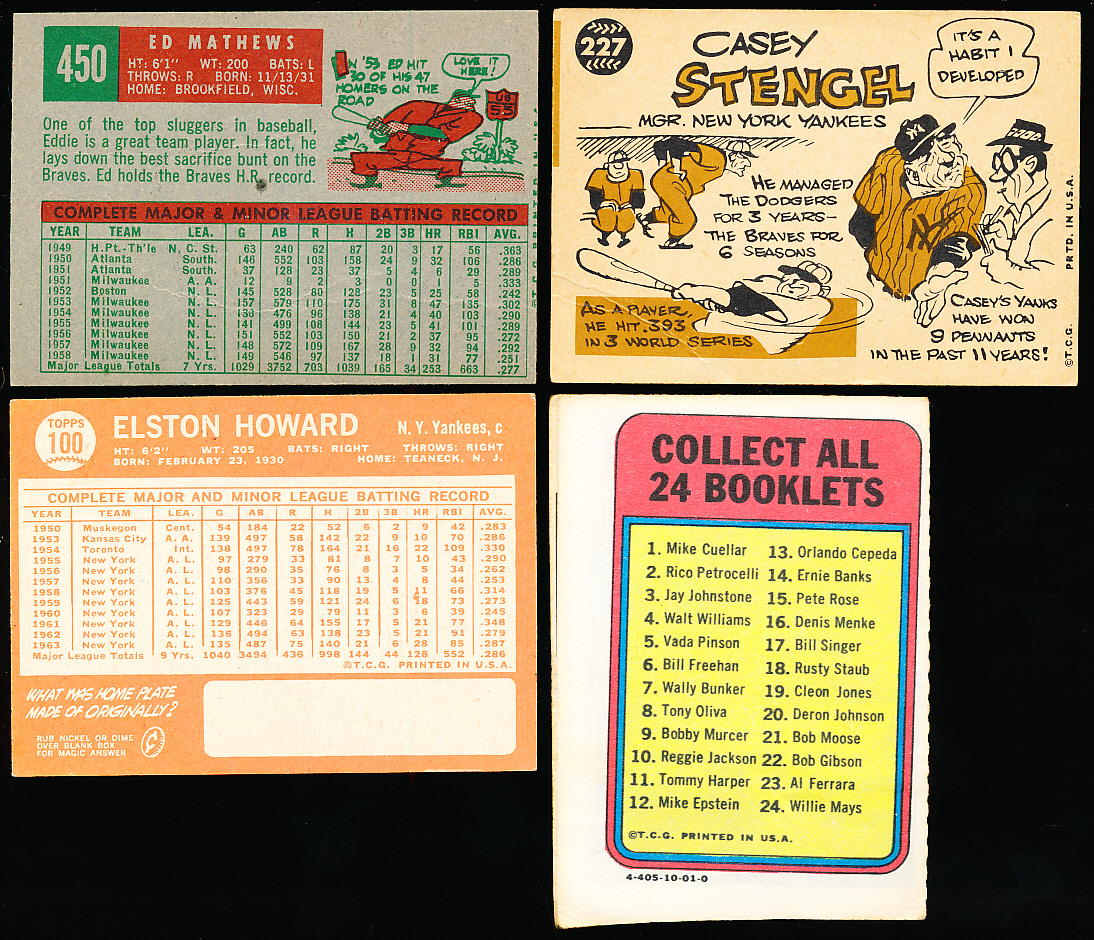 450
ED MATHEWS
HT: 6'1" WT: 200 BATS: L
THROWS: R BORN: 11/13/31
HOME: BROOKFIELD, WISC.
One of the top sluggers in baseball,
Eddie is a great team player. In fact, he
lays down the best sacrifice bunt on the
Braves. Ed holds the Braves H.R. record.
IN '53 ED HIT
30 OF HIS 47
HOMERS ON THE
ROAD
LOVE IT
HERE!
US
53
COMPLETE MAJOR & MINOR LEAGUE BATTING RECORD
YEAR TEAM LEA. G AB R H 2B 3B HR RBI AVG.
1949 H.Pt.-Th'le N. C. St. 63 240 62 87 20 3 17 56 .363
1950 Atlanta South. 146 552 103 158 24 9 32 106 .286
1951 Atlanta South. 37 128 23 37 5 4 6 29 .289
1951 Milwaukee A. A. 12 9 2 3 0 0 1 5 .333
1952 Boston N. L. 145 528 80 128 23 5 25 58 .242
1953 Milwaukee N. L. 157 579 110 175 31 8 47 135 .302
1954 Milwaukee N. L. 138 476 96 138 21 4 40 103 .290
1955 Milwaukee N. L. 141 499 108 144 23 5 41 101 .289
1956 Milwaukee N. L. 151 552 103 150 21 2 37 95 .272
1957 Milwaukee N. L. 148 572 109 167 28 9 32 94 .292
1958 Milwaukee N. L. 149 546 97 137 18 1 31 77 .251
Major League Totals 7 Yrs. 1029 3752 703 1039 165 34 253 663 .277
227
CASEY
STENGEL
MGR. NEW YORK YANKEES
IT'S A
HABIT I
DEVELOPED
HE MANAGED
THE DODGERS
FOR 3 YEARS—
THE BRAVES FOR
6 SEASONS
AS A PLAYER,
HE HIT .393
IN 3 WORLD SERIES
CASEY'S YANKS
HAVE WON
9 PENNANTS
IN THE PAST 11 YEARS!
©T.C.G. PRTD. IN U.S.A.
TOPPS
100
ELSTON HOWARD
N. Y. Yankees, c
HT: 6'2" WT: 205 BATS: RIGHT THROWS: RIGHT
BORN: FEBRUARY 23, 1930 HOME: TEANECK, N. J.
COMPLETE MAJOR AND MINOR LEAGUE BATTING RECORD
YEAR TEAM LEA. G AB R H 2B 3B HR RBI AVG.
1950 Muskegon Cent. 54 184 22 52 6 2 9 42 .283
1953 Kansas City A. A. 139 497 58 142 22 9 10 70 .286
1954 Toronto Int. 138 497 78 164 21 16 22 109 .330
1955 New York A. L. 97 279 33 81 8 7 10 43 .290
1956 New York A. L. 98 290 35 76 8 3 5 34 .262
1957 New York A. L. 110 356 33 90 13 4 8 44 .253
1958 New York A. L. 103 376 45 118 19 5 11 66 .314
1959 New York A. L. 125 443 59 121 24 6 18 73 .273
1960 New York A. L. 107 323 29 79 11 3 6 39 .245
1961 New York A. L. 129 446 64 155 17 5 21 77 .348
1962 New York A. L. 136 494 63 138 23 5 21 91 .279
1963 New York A. L. 135 487 75 140 21 6 28 85 .287
Major League Totals 9 Yrs. 1040 3494 436 998 144 44 128 552 .286
©T.C.G. PRINTED IN U.S.A.
WHAT WAS HOME PLATE
MADE OF ORIGINALLY?
RUB NICKEL OR DIME
OVER BLANK BOX
FOR MAGIC ANSWER
COLLECT ALL
24 BOOKLETS
1. Mike Cuellar
2. Rico Petrocelli
3. Jay Johnstone
4. Walt Williams
5. Vada Pinson
6. Bill Freehan
7. Wally Bunker
8. Tony Oliva
9. Bobby Murcer
10. Reggie Jackson
11. Tommy Harper
12. Mike Epstein
13. Orlando Cepeda
14. Ernie Banks
15. Pete Rose
16. Denis Menke
17. Bill Singer
18. Rusty Staub
19. Cleon Jones
20. Deron Johnson
21. Bob Moose
22. Bob Gibson
23. Al Ferrara
24. Willie Mays
©T.C.G. PRINTED IN U.S.A.
4-405-10-01-0